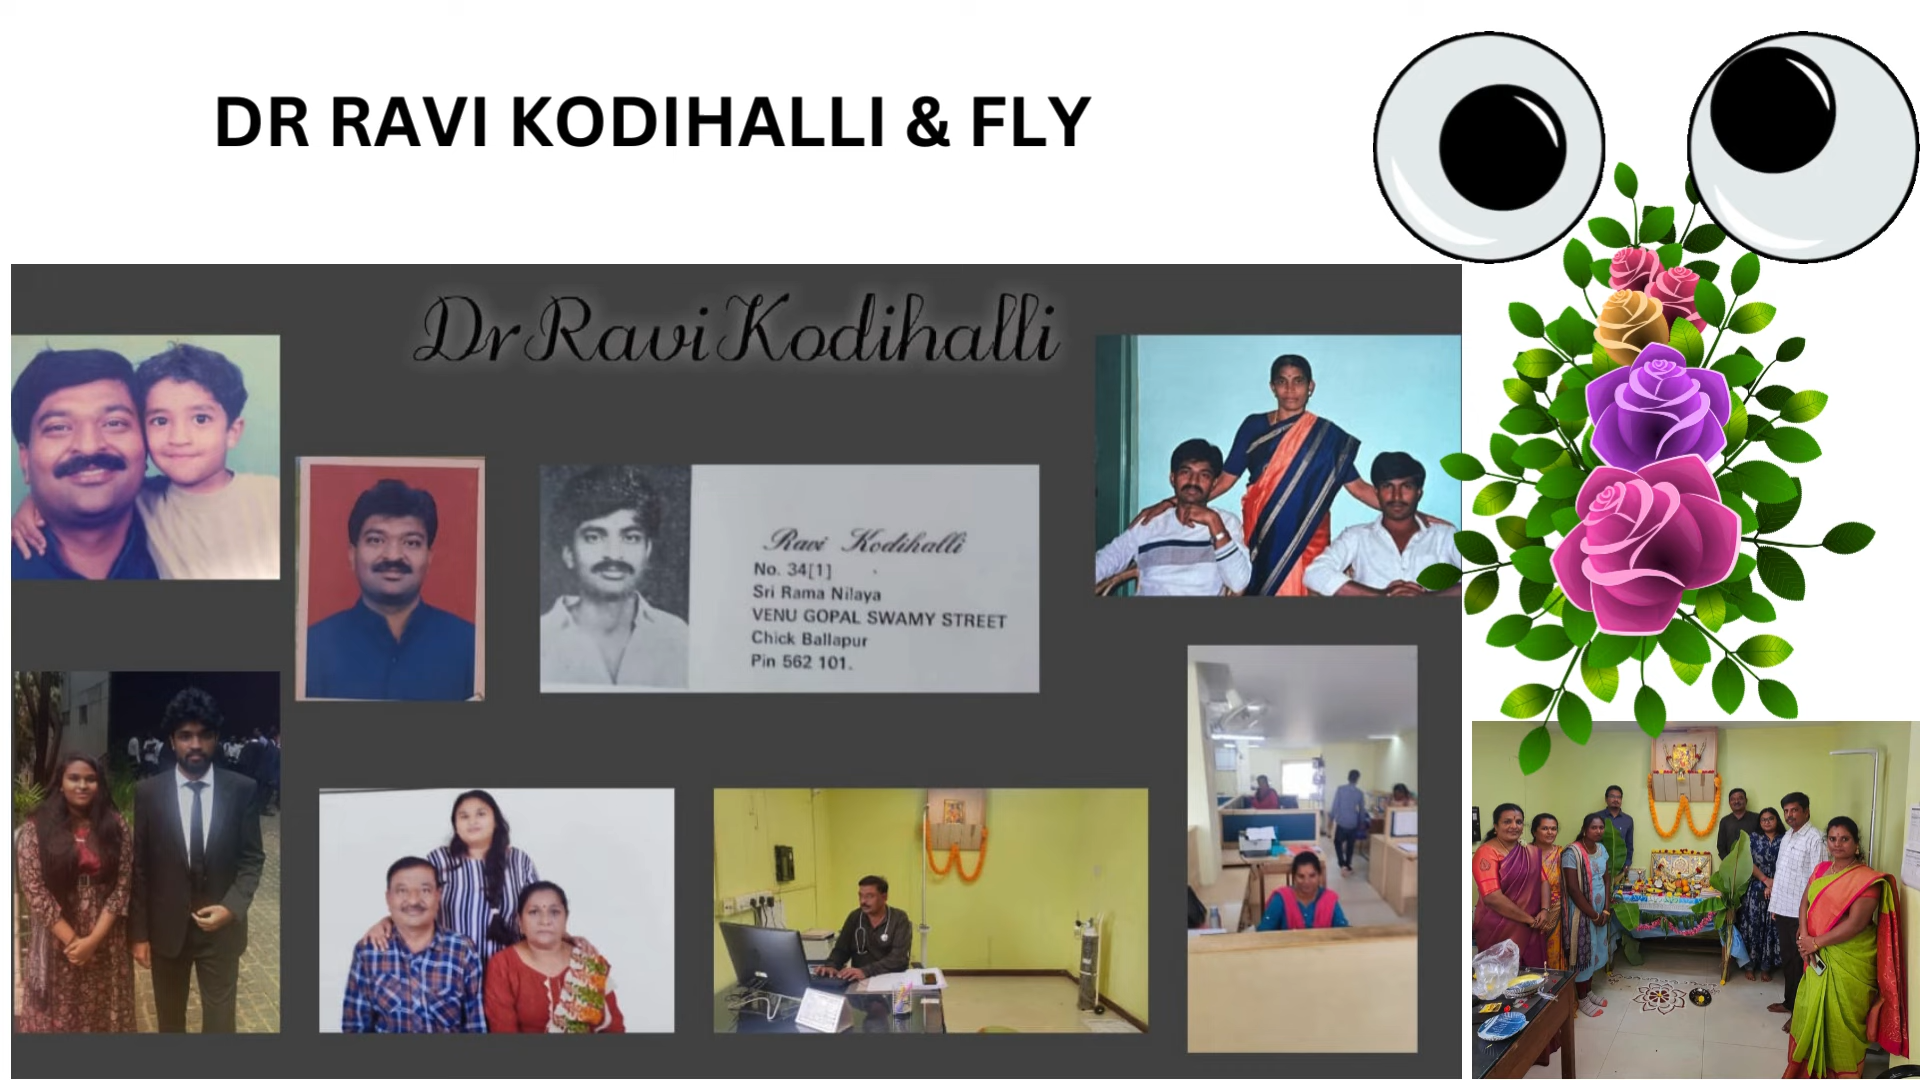 DR RAVI KODIHALLI & FLY
Dr Ravi Kodihalli
Ravi Kodihalli
No. 34[1]
Sri Rama Nilaya
VENU GOPAL SWAMY STREET
Chick Ballapur
Pin 562 101.